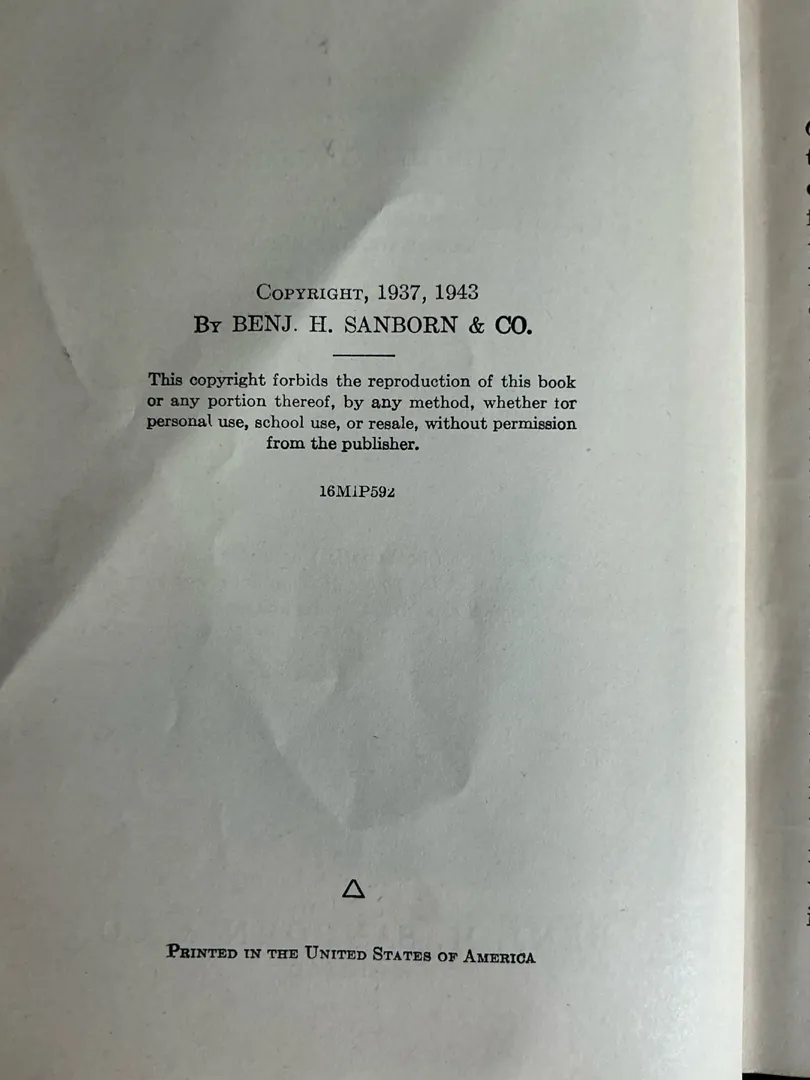 COPYRIGHT, 1937, 1943
BY BENJ. H. SANBORN & CO.
This copyright forbids the reproduction of this book
or any portion thereof, by any method, whether for
personal use, school use, or resale, without permission
from the publisher.
16MiP592
PRINTED IN THE UNITED STATES OF AMERICA